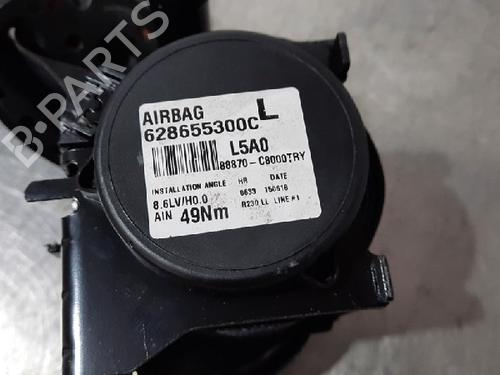 B-PARTS
AIRBAG L
628655300C
L5A0
88870-C8000TRY
INSTALLATION ANGLE HR DATE
8.6LV/H0.0 0633 150616
AIN 49Nm R230 LL LINE #1